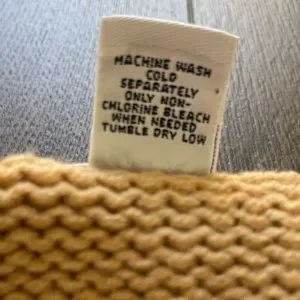 MACHINE WASH
COLD
SEPARATELY
ONLY NON-
CHLORINE BLEACH
WHEN NEEDED
TUMBLE DRY LOW